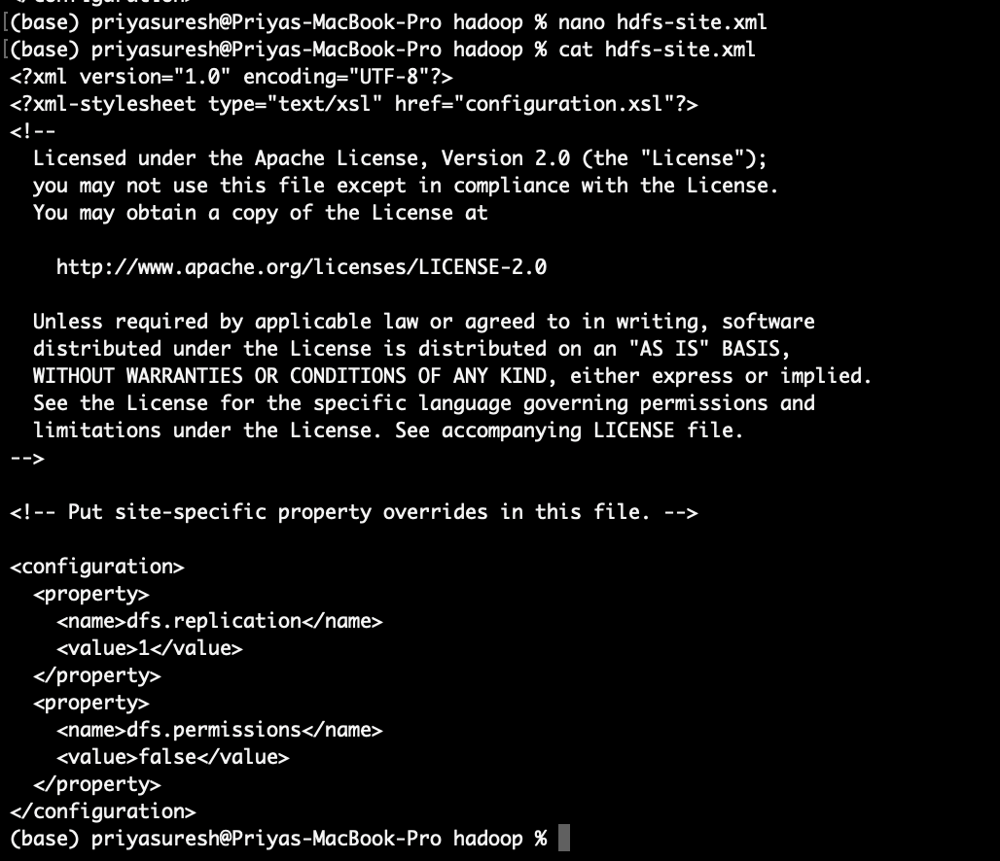 </configuration>
[(base) priyasuresh@Priyas-MacBook-Pro hadoop % nano hdfs-site.xml
[(base) priyasuresh@Priyas-MacBook-Pro hadoop % cat hdfs-site.xml
<?xml version="1.0" encoding="UTF-8"?>
<?xml-stylesheet type="text/xsl" href="configuration.xsl"?>
<!--
  Licensed under the Apache License, Version 2.0 (the "License");
  you may not use this file except in compliance with the License.
  You may obtain a copy of the License at

    http://www.apache.org/licenses/LICENSE-2.0

  Unless required by applicable law or agreed to in writing, software
  distributed under the License is distributed on an "AS IS" BASIS,
  WITHOUT WARRANTIES OR CONDITIONS OF ANY KIND, either express or implied.
  See the License for the specific language governing permissions and
  limitations under the License. See accompanying LICENSE file.
-->

<!-- Put site-specific property overrides in this file. -->

<configuration>
  <property>
    <name>dfs.replication</name>
    <value>1</value>
  </property>
  <property>
    <name>dfs.permissions</name>
    <value>false</value>
  </property>
</configuration>
(base) priyasuresh@Priyas-MacBook-Pro hadoop %